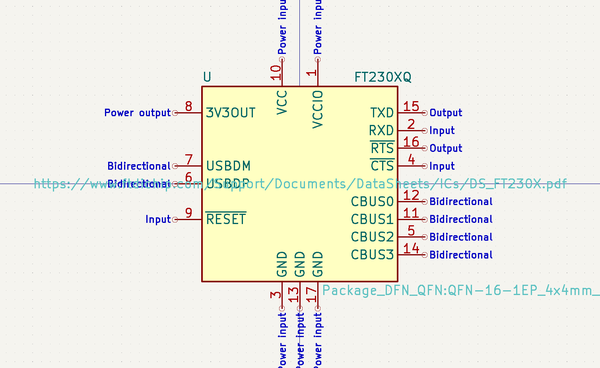 Power input
Power input
10
1
U
FT230XQ
VCC
VCCIO
Power output
8
3V3OUT
TXD
15
Output
RXD
2
Input
RTS
16
Output
Bidirectional
7
USBDM
CTS
4
Input
Bidirectional
6
USBDP
https://www.ftdichip.com/Support/Documents/DataSheets/ICs/DS_FT230X.pdf
CBUS0
12
Bidirectional
Input
9
RESET
CBUS1
11
Bidirectional
CBUS2
5
Bidirectional
CBUS3
14
Bidirectional
GND
GND
GND
3
13
17
Package_DFN_QFN:QFN-16-1EP_4x4mm_
Power input
Power input
Power input